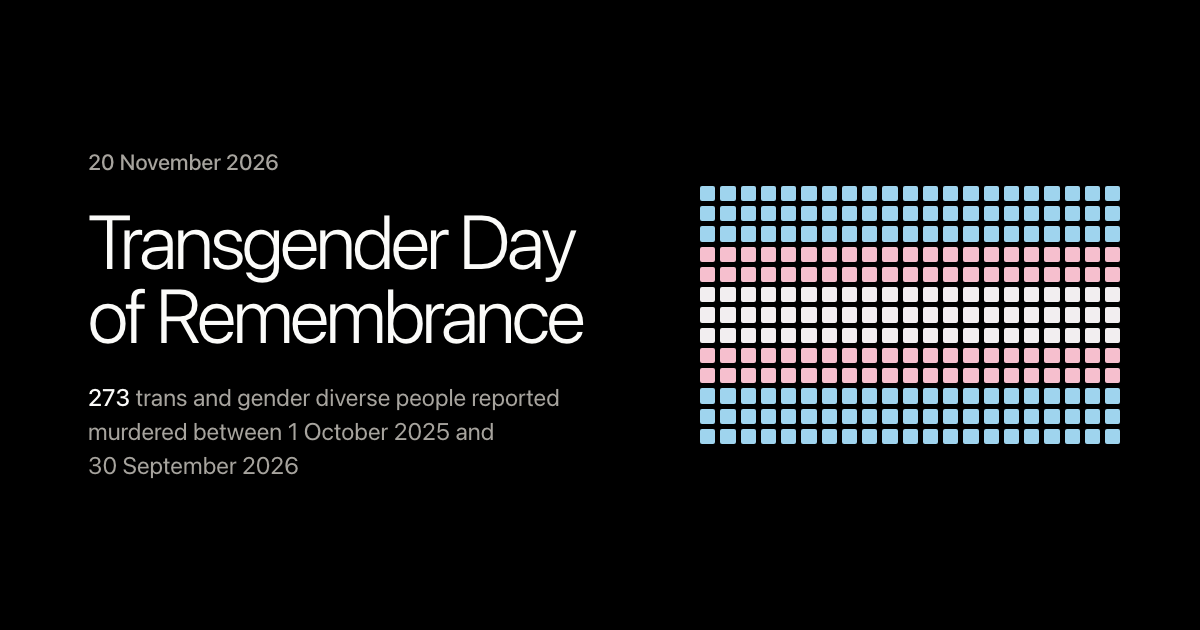 20 November 2026
Transgender Day
of Remembrance
273 trans and gender diverse people reported
murdered between 1 October 2025 and
30 September 2026